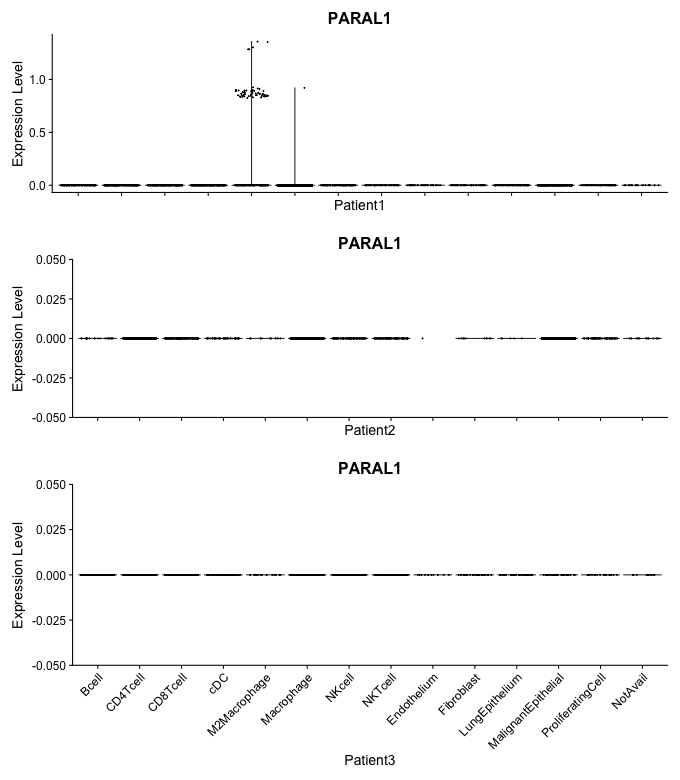 PARAL1
Expression Level
1.0
0.5
0.0
Patient1
PARAL1
Expression Level
0.050
0.025
0.000
-0.025
-0.050
Patient2
PARAL1
Expression Level
0.050
0.025
0.000
-0.025
-0.050
Bcell
CD4Tcell
CD8Tcell
cDC
M2Macrophage
Macrophage
NKcell
NKTcell
Endothelium
Fibroblast
LungEpithelium
MalignantEpithelial
ProliferatingCell
NotAvail
Patient3